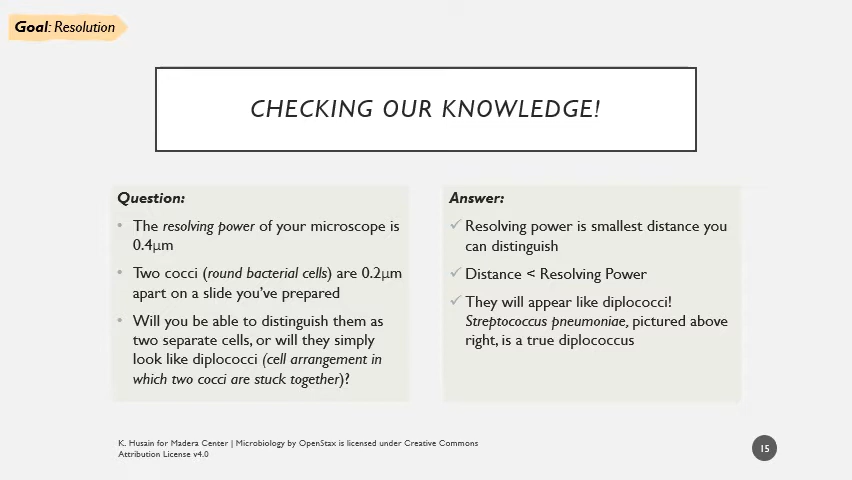 Goal: Resolution
CHECKING OUR KNOWLEDGE!
Question:
• The resolving power of your microscope is
0.4µm
• Two cocci (round bacterial cells) are 0.2µm
apart on a slide you've prepared
• Will you be able to distinguish them as
two separate cells, or will they simply
look like diplococci (cell arrangement in
which two cocci are stuck together)?
Answer:
✓ Resolving power is smallest distance you
can distinguish
✓ Distance < Resolving Power
✓ They will appear like diplococci!
Streptococcus pneumoniae, pictured above
right, is a true diplococcus
K. Husain for Madera Center | Microbiology by OpenStax is licensed under Creative Commons
Attribution License v4.0
15